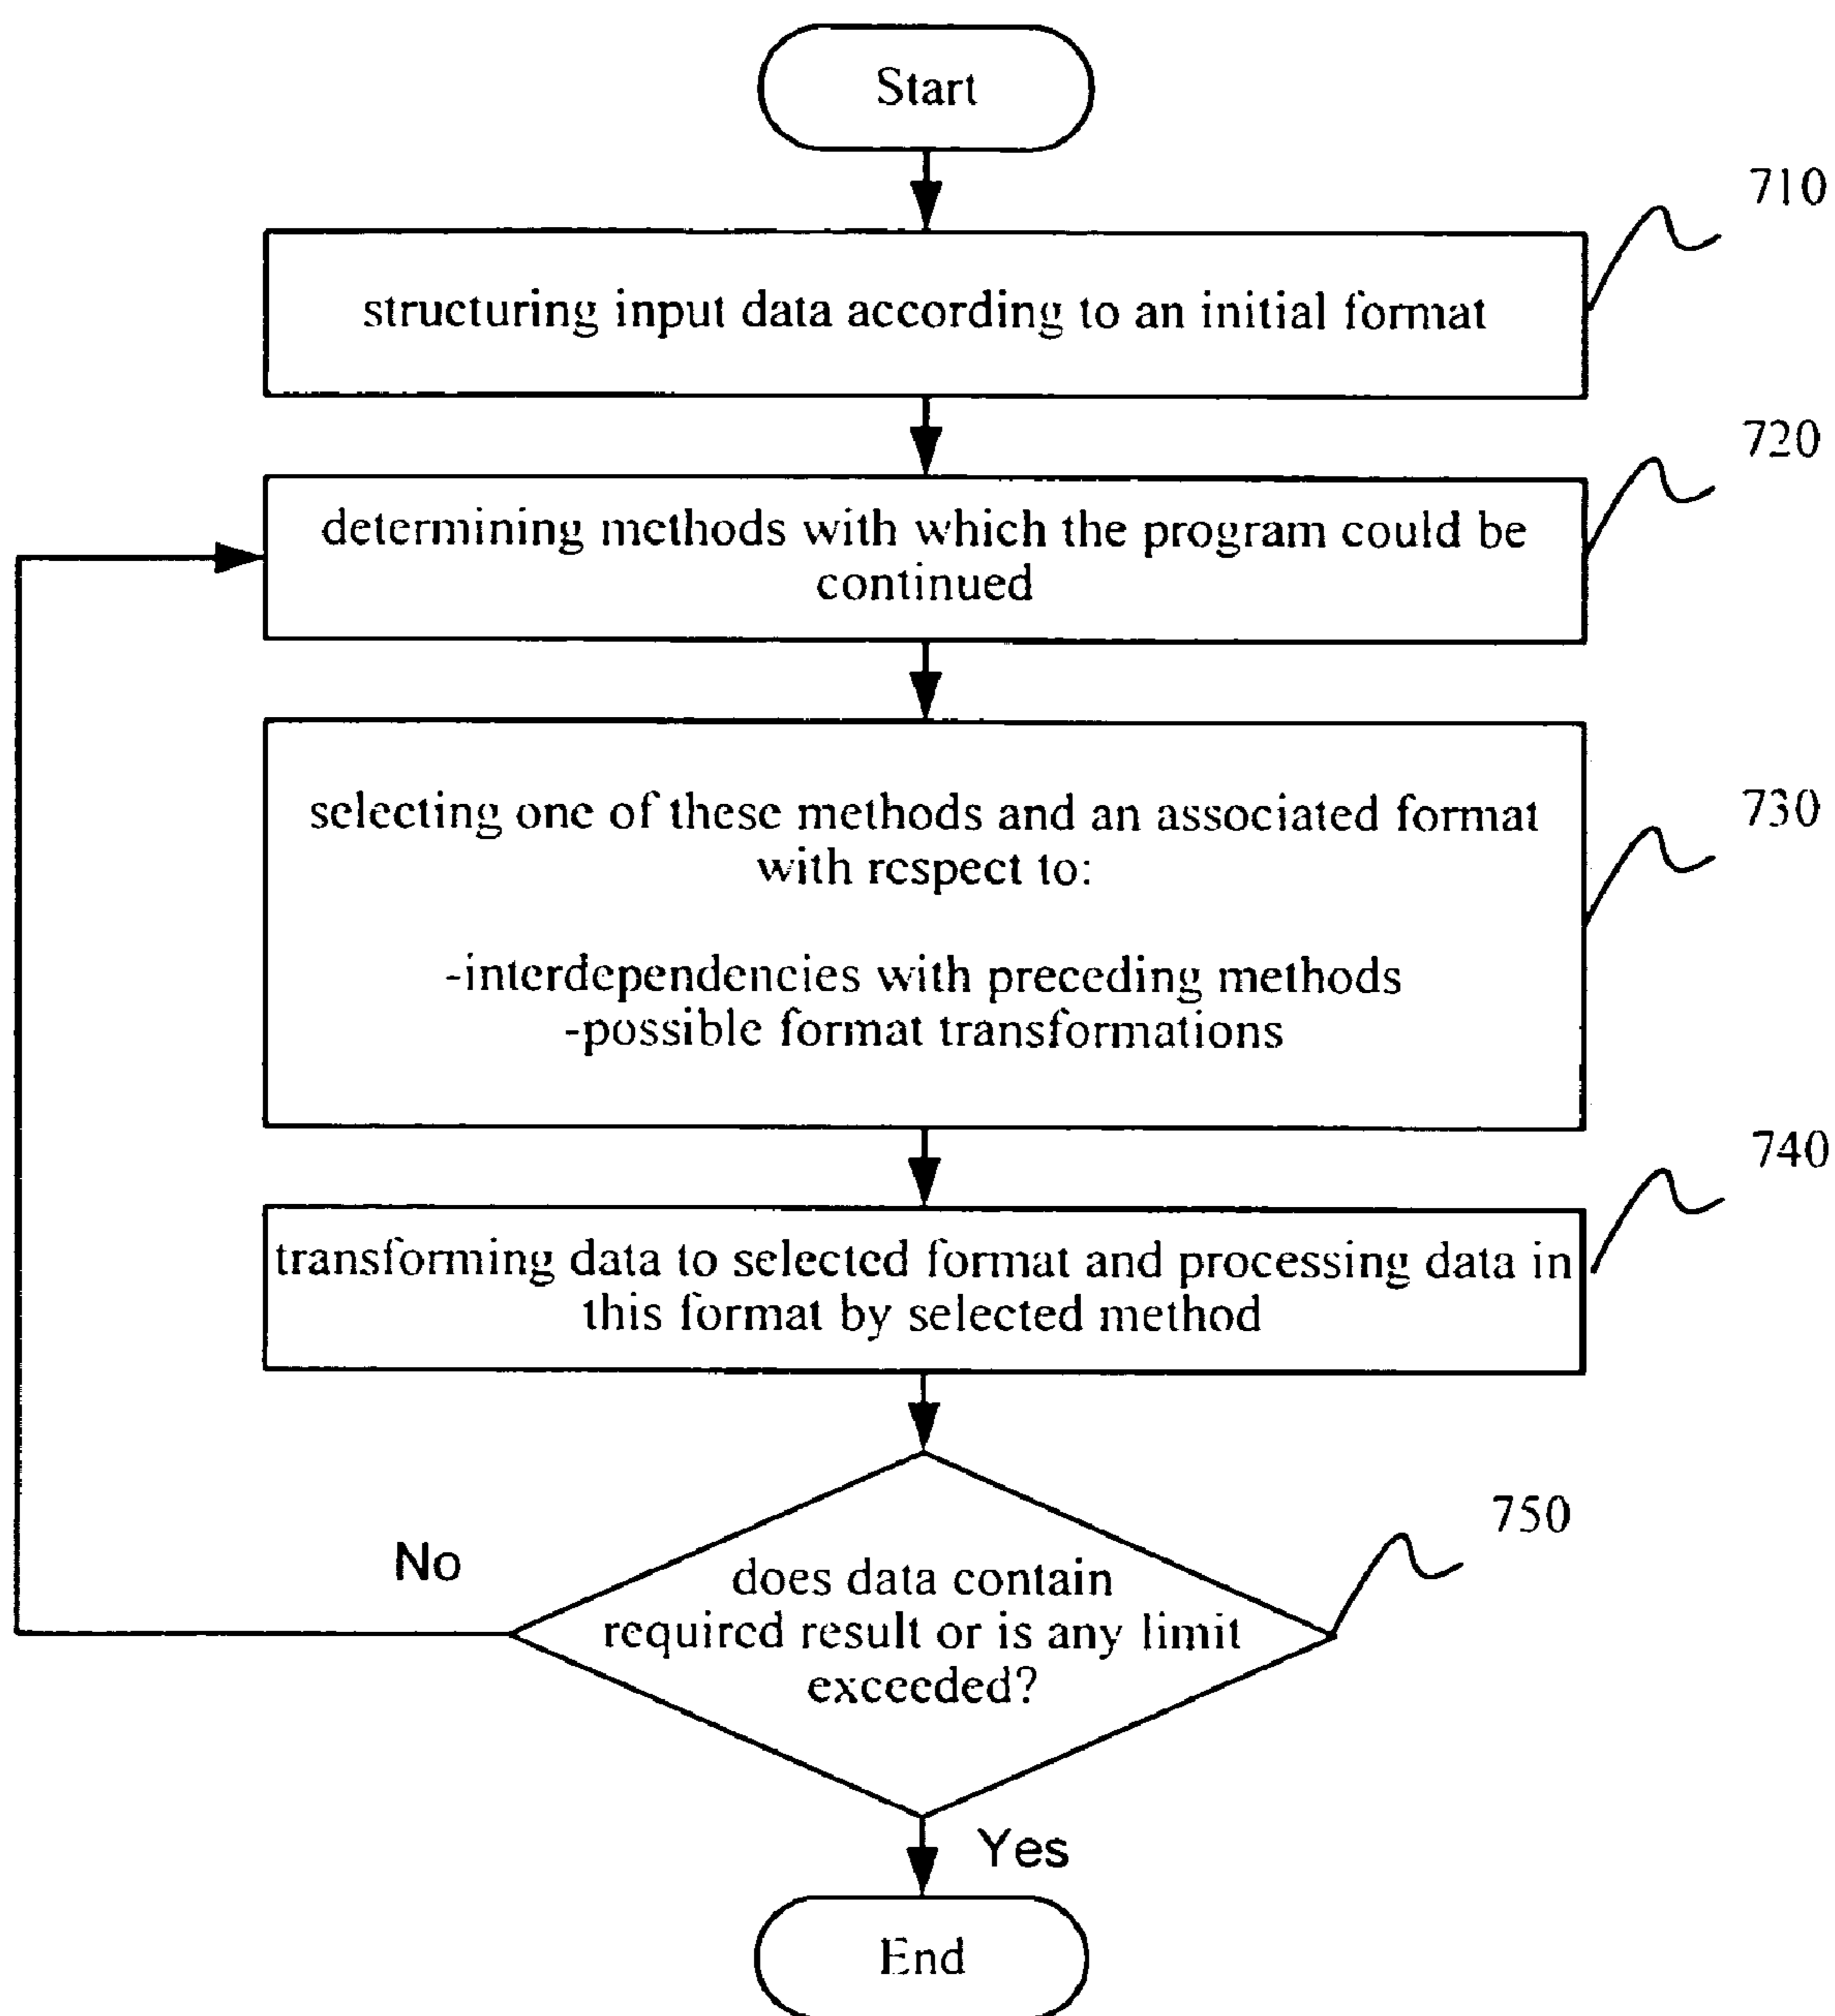 Start
710
structuring input data according to an initial format
720
determining methods with which the program could be
continued
730
selecting one of these methods and an associated format
with respect to:
-interdependencies with preceding methods
-possible format transformations
740
transforming data to selected format and processing data in
this format by selected method
750
No
does data contain
required result or is any limit
exceeded?
Yes
End